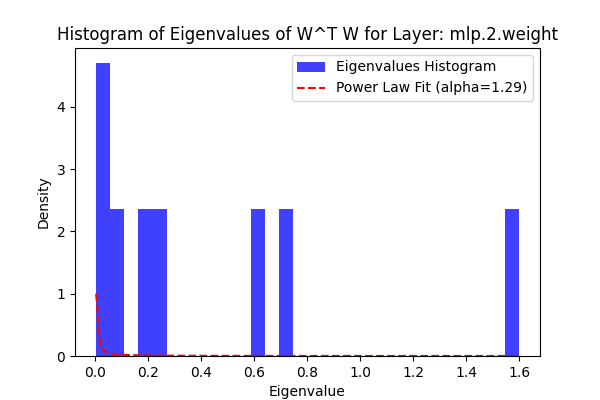 Histogram of Eigenvalues of W^T W for Layer: mlp.2.weight
Eigenvalues Histogram
Power Law Fit (alpha=1.29)
4
3
2
1
0
Density
0.0 0.2 0.4 0.6 0.8 1.0 1.2 1.4 1.6
Eigenvalue